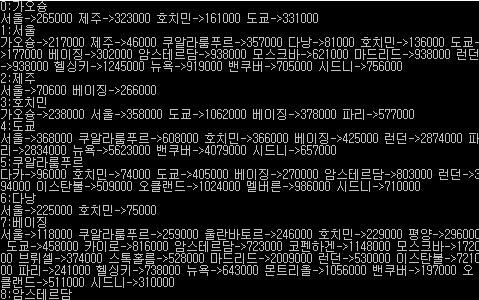 0:가오슝
서울->265000 제주->323000 호치민->161000 도쿄->331000
1:서울
가오슝->217000 제주->46000 쿠알라룸푸르->357000 다낭->81000 호치민->136000 도쿄-
>177000 베이징->302000 암스테르담->938000 모스크바->621000 마드리드->938000 런던
->938000 헬싱키->1245000 뉴욕->919000 밴쿠버->705000 시드니->756000
2:제주
서울->70600 베이징->266000
3:호치민
가오슝->238000 서울->358000 도쿄->1062000 베이징->378000 파리->577000
4:도쿄
서울->368000 쿠알라룸푸르->608000 호치민->366000 베이징->425000 런던->2874000 파리
->2834000 뉴욕->5623000 밴쿠버->4079000 시드니->657000
5:쿠알라룸푸르
다카->96000 호치민->74000 도쿄->405000 베이징->270000 암스테르담->803000 런던->3
94000 이스탄불->509000 오클랜드->1024000 멜버른->986000 시드니->710000
6:다낭
서울->225000 호치민->75000
7:베이징
서울->118000 쿠알라룸푸르->259000 울란바토르->246000 호치민->229000 평양->296000
도쿄->458000 카이로->816000 암스테르담->723000 코펜하겐->1148000 모스크바->1720
00 브뤼셀->374000 스톡홀름->528000 마드리드->2009000 런던->530000 이스탄불->7210
00 파리->241000 헬싱키->738000 뉴욕->643000 몬트리올->1056000 밴쿠버->197000 오
클랜드->511000 시드니->310000
8:암스테르담